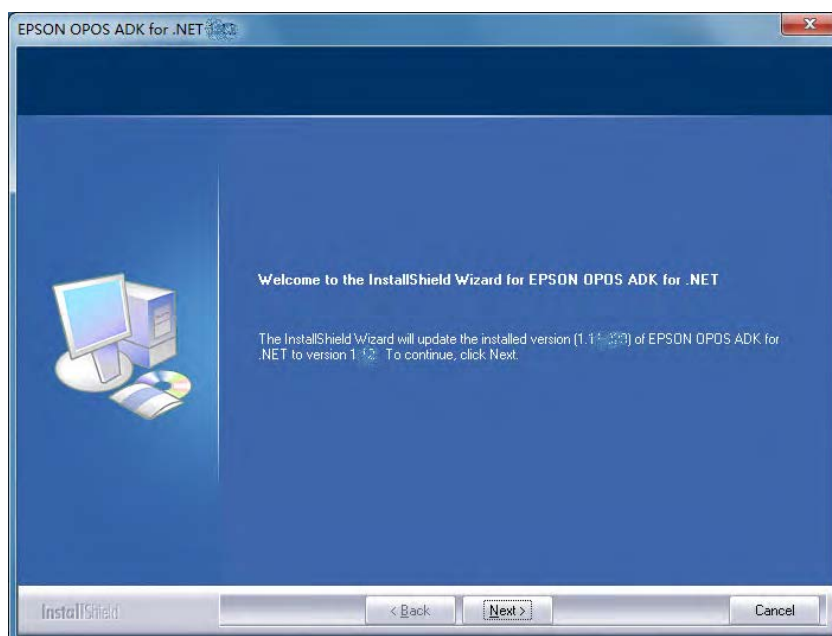 EPSON OPOS ADK for .NET
Welcome to the InstallShield Wizard for EPSON OPOS ADK for .NET
The InstallShield Wizard will update the installed version of EPSON OPOS ADK for
.NET to version To continue, click Next.
InstallShield
< Back
Next >
Cancel